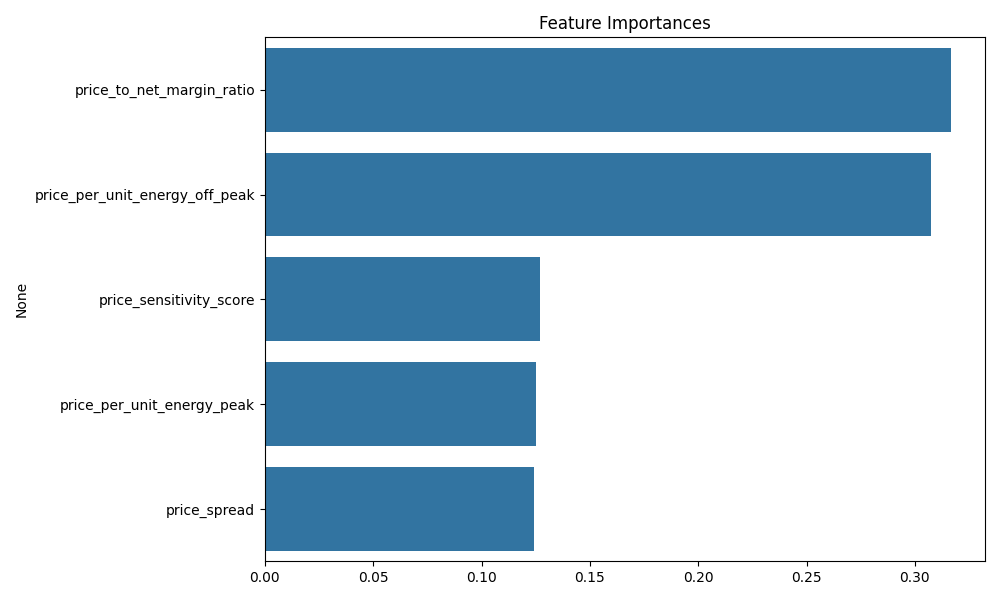 Feature Importances
price_to_net_margin_ratio
price_per_unit_energy_off_peak
price_sensitivity_score
price_per_unit_energy_peak
price_spread
None
0.00 0.05 0.10 0.15 0.20 0.25 0.30